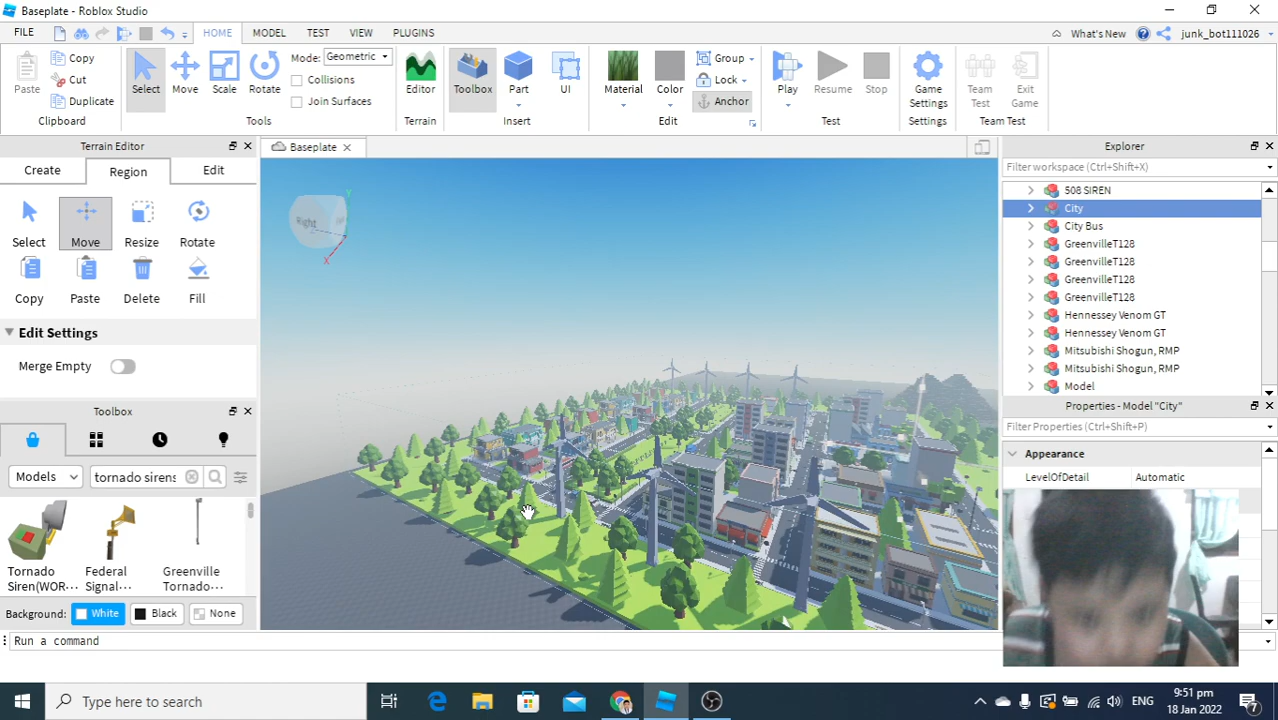 Baseplate - Roblox Studio
FILE HOME MODEL TEST VIEW PLUGINS What's New junk_bot111026
Paste Copy Cut Duplicate
Select Move Scale Rotate
Mode: Geometric
Collisions
Join Surfaces
Editor Toolbox Part UI
Material Color Group Lock Anchor
Play Resume Stop
Game Settings
Team Test
Exit Game
Clipboard Tools Terrain Insert Edit Test Settings Team Test
Terrain Editor
Create Region Edit
Select Move Resize Rotate
Copy Paste Delete Fill
Edit Settings
Merge Empty
Toolbox
Models tornado sirens
Tornado Siren(WOR...
Federal Signal...
Greenville Tornado...
Background: White Black None
Run a command
Baseplate
Right
Y
X
Explorer
Filter workspace (Ctrl+Shift+X)
508 SIREN
City
City Bus
GreenvilleT128
GreenvilleT128
GreenvilleT128
GreenvilleT128
Hennessey Venom GT
Hennessey Venom GT
Mitsubishi Shogun, RMP
Mitsubishi Shogun, RMP
Model
Properties - Model "City"
Filter Properties (Ctrl+Shift+P)
Appearance
LevelOfDetail Automatic
Type here to search
ENG
9:51 pm
18 Jan 2022
7